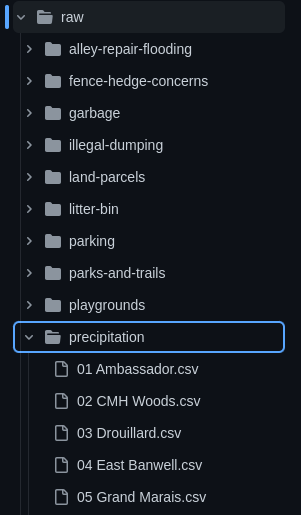 raw
alley-repair-flooding
fence-hedge-concerns
garbage
illegal-dumping
land-parcels
litter-bin
parking
parks-and-trails
playgrounds
precipitation
01 Ambassador.csv
02 CMH Woods.csv
03 Drouillard.csv
04 East Banwell.csv
05 Grand Marais.csv